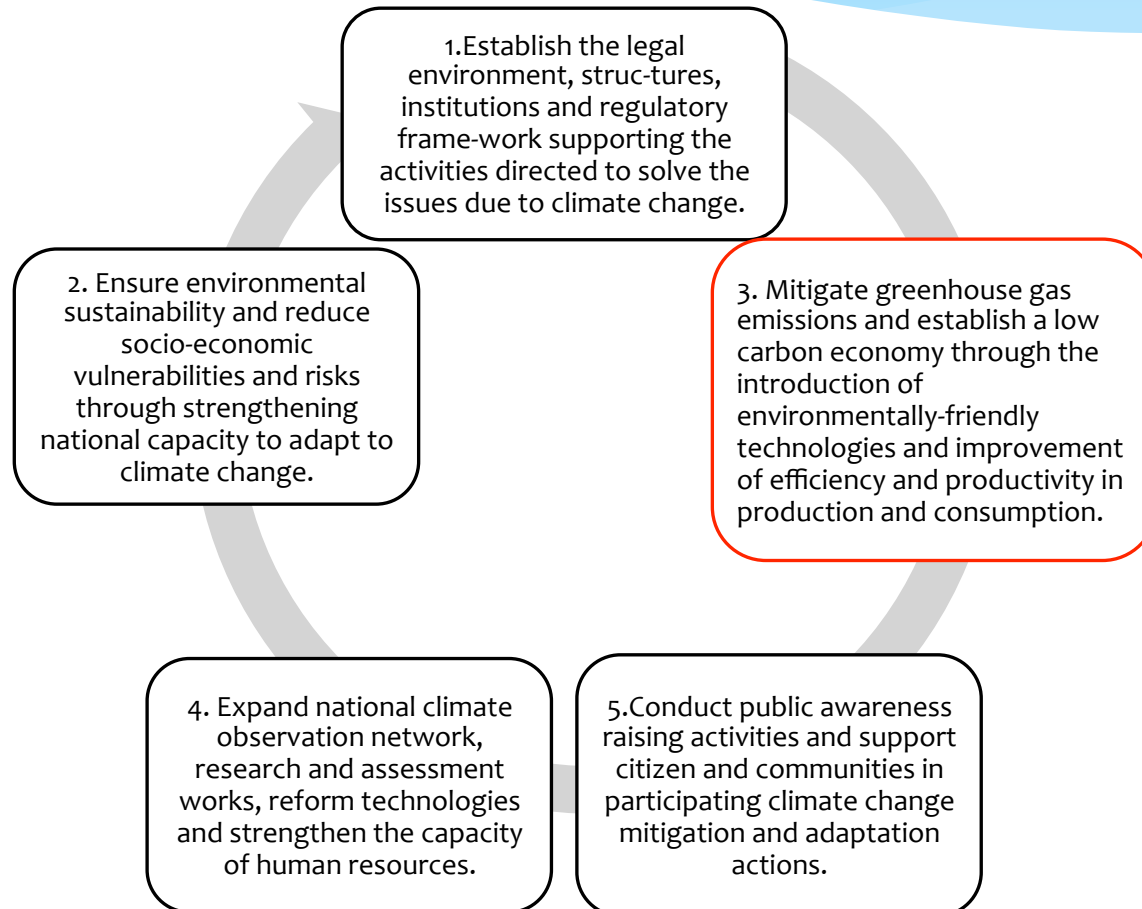 1.Establish the legal
environment, struc-tures,
institutions and regulatory
frame-work supporting the
activities directed to solve the
issues due to climate change.
2. Ensure environmental
sustainability and reduce
socio-economic
vulnerabilities and risks
through strengthening
national capacity to adapt to
climate change.
3. Mitigate greenhouse gas
emissions and establish a low
carbon economy through the
introduction of
environmentally-friendly
technologies and improvement
of efficiency and productivity in
production and consumption.
4. Expand national climate
observation network,
research and assessment
works, reform technologies
and strengthen the capacity
of human resources.
5.Conduct public awareness
raising activities and support
citizen and communities in
participating climate change
mitigation and adaptation
actions.